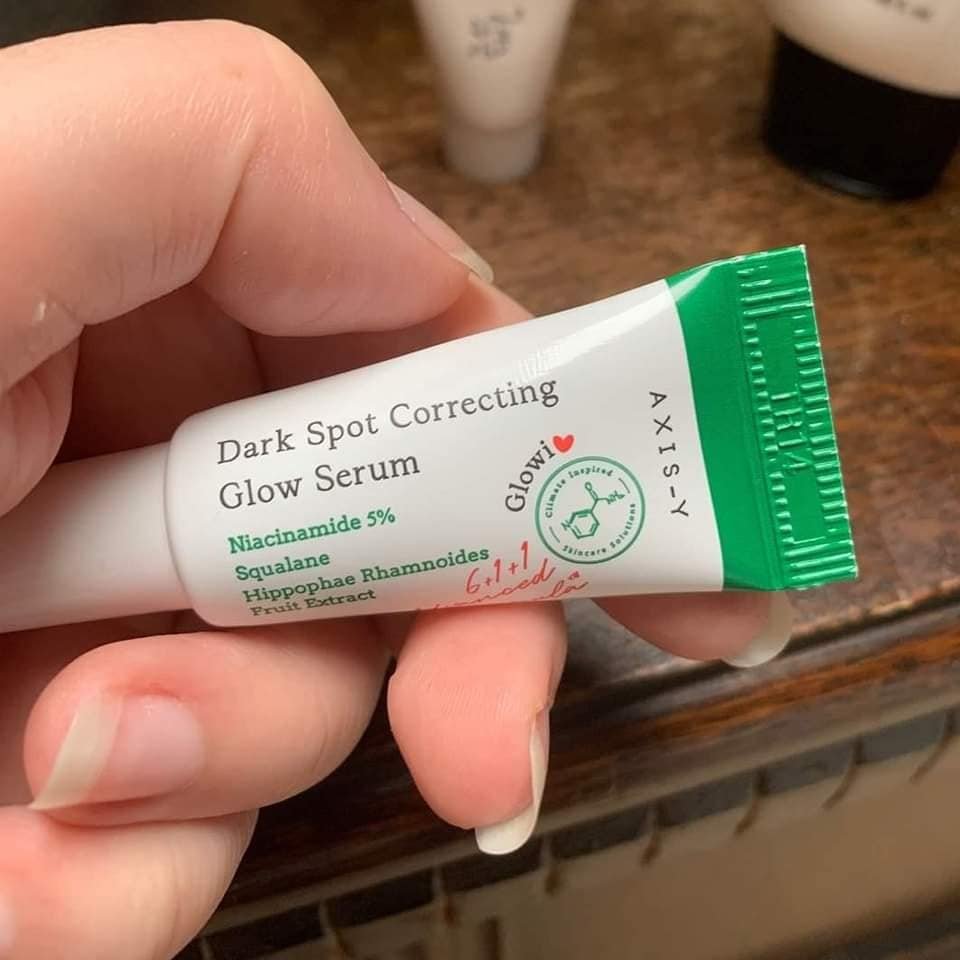 Dark Spot Correcting
Glow Serum
Niacinamide 5%
Squalane
Hippophae Rhamnoides
Fruit Extract
Glowi
Climate Inspired
Skincare Solutions
N
NH₂
6+1+1
AXIS-Y